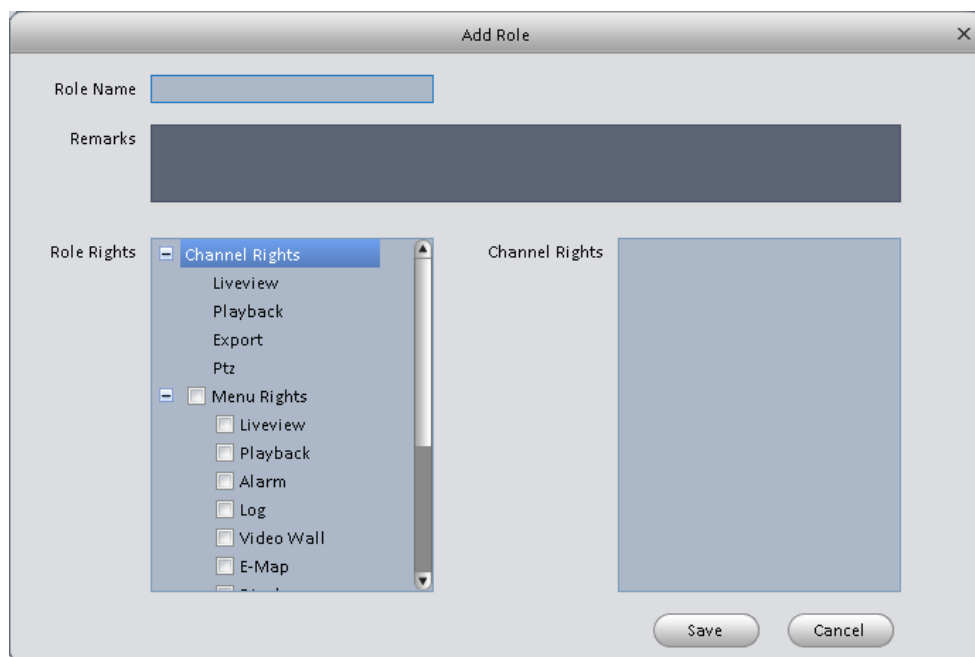 Add Role
Role Name
Remarks
Role Rights
Channel Rights
Liveview
Playback
Export
Ptz
Menu Rights
Liveview
Playback
Alarm
Log
Video Wall
E-Map
Channel Rights
Save
Cancel